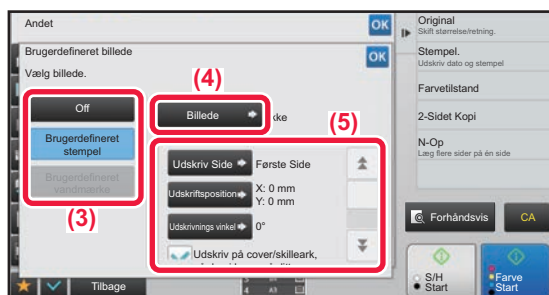 Andet
OK
Brugerdefineret billede
OK
Vælg billede.
(4)
Off
Billede
kke
(5)
Brugerdefineret
stempel
Brugerdefineret
vandmærke
(3)
Udskriv Side
Første Side
Udskriftsposition
X: 0 mm
Y: 0 mm
Udskrivnings vinkel
0°
Udskriv på cover/skilleark,
Tilbage
3
4 A3
Original
Skift størrelse/retning.
Stempel.
Udskriv dato og stempel
Farvetilstand
2-Sidet Kopi
N-Op
Læg flere sider på én side
Forhåndsvis
CA
S/H
Start
Farve
Start